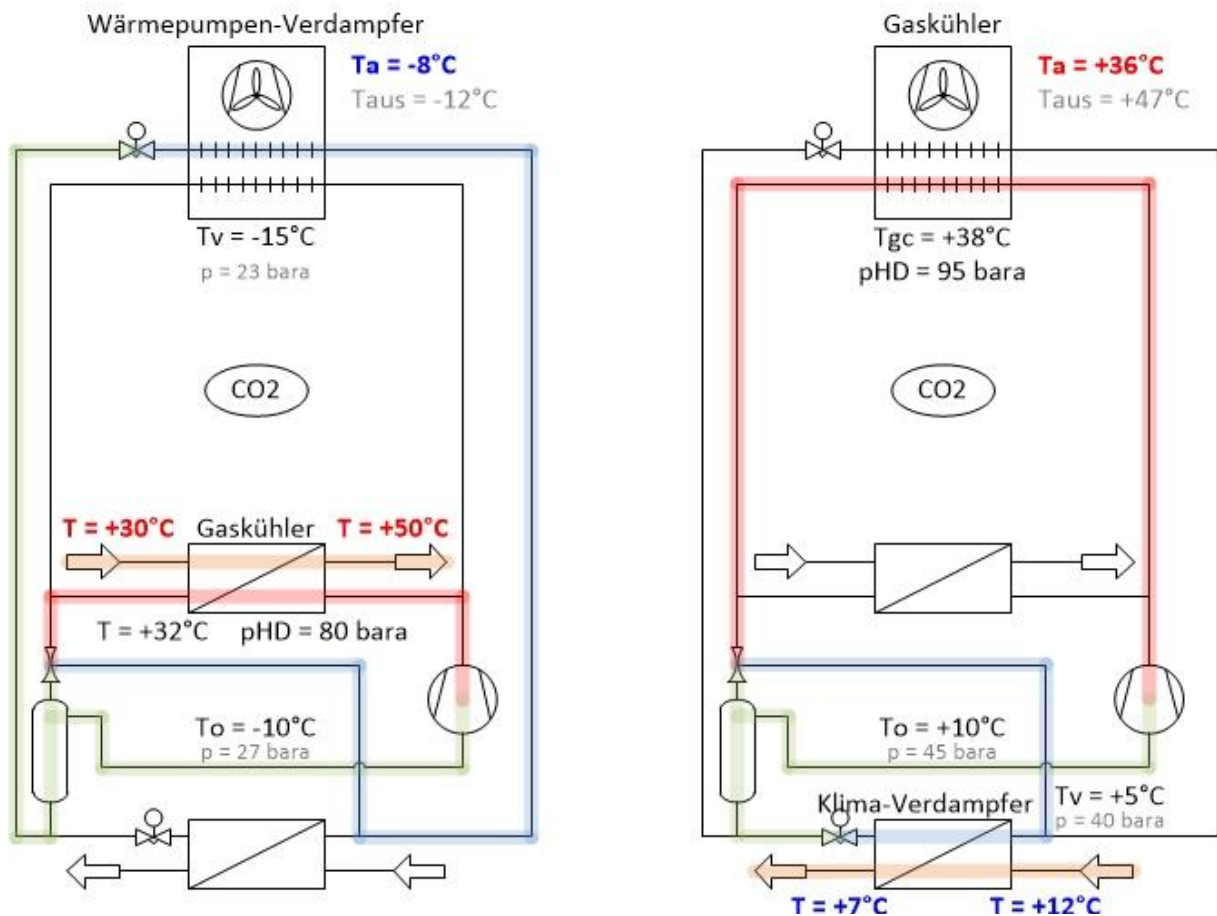 Wärmepumpen-Verdampfer
Ta = -8°C
Taus = -12°C
Tv = -15°C
p = 23 bara
CO2
T = +30°C
Gaskühler
T = +50°C
T = +32°C
pHD = 80 bara
To = -10°C
p = 27 bara
Gaskühler
Ta = +36°C
Taus = +47°C
Tgc = +38°C
pHD = 95 bara
CO2
To = +10°C
p = 45 bara
Klima-Verdampfer
Tv = +5°C
p = 40 bara
T = +7°C
T = +12°C